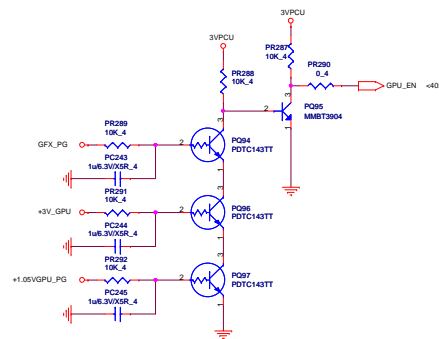 3VPCU
3VPCU
PR287
10K_4
PR288
10K_4
PR290
0_4
GPU_EN <40
3
2
PQ95
MMBT3904
1
PR289
10K_4
3
GFX_PG
2
PQ94
PDTC143TT
PC243
1u/6.3V/X5R_4
1
PR291
10K_4
3
+3V_GPU
2
PQ96
PDTC143TT
PC244
1u/6.3V/X5R_4
1
PR292
10K_4
3
+1.05VGPU_PG
2
PQ97
PDTC143TT
PC245
1u/6.3V/X5R_4
1